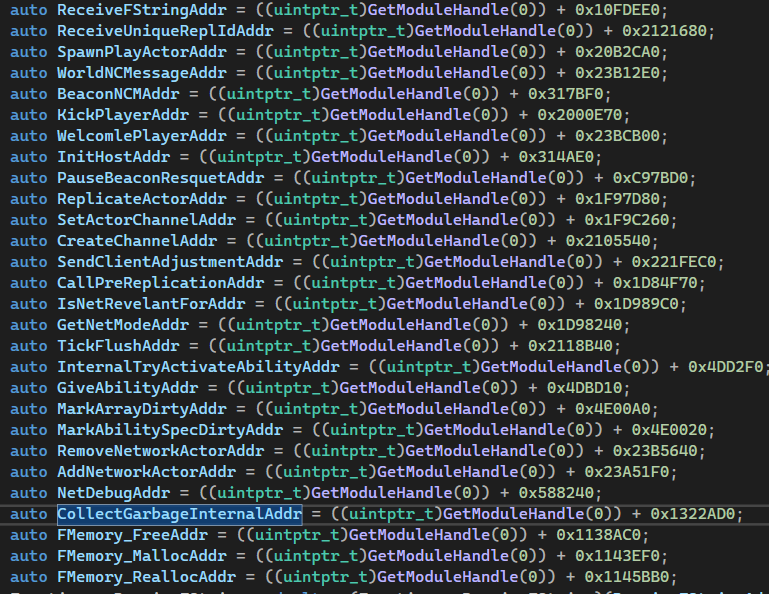 auto ReceiveFStringAddr = ((uintptr_t)GetModuleHandle(0)) + 0x10FDEE0;
auto ReceiveUniqueReplIdAddr = ((uintptr_t)GetModuleHandle(0)) + 0x2121680;
auto SpawnPlayActorAddr = ((uintptr_t)GetModuleHandle(0)) + 0x20B2CA0;
auto WorldNCMessageAddr = ((uintptr_t)GetModuleHandle(0)) + 0x23B12E0;
auto BeaconNCMAddr = ((uintptr_t)GetModuleHandle(0)) + 0x317BF0;
auto KickPlayerAddr = ((uintptr_t)GetModuleHandle(0)) + 0x2000E70;
auto WelcomlePlayerAddr = ((uintptr_t)GetModuleHandle(0)) + 0x23BCB00;
auto InitHostAddr = ((uintptr_t)GetModuleHandle(0)) + 0x314AE0;
auto PauseBeaconResquetAddr = ((uintptr_t)GetModuleHandle(0)) + 0xC97BD0;
auto ReplicateActorAddr = ((uintptr_t)GetModuleHandle(0)) + 0x1F97D80;
auto SetActorChannelAddr = ((uintptr_t)GetModuleHandle(0)) + 0x1F9C260;
auto CreateChannelAddr = ((uintptr_t)GetModuleHandle(0)) + 0x2105540;
auto SendClientAdjustmentAddr = ((uintptr_t)GetModuleHandle(0)) + 0x221FEC0;
auto CallPreReplicationAddr = ((uintptr_t)GetModuleHandle(0)) + 0x1D84F70;
auto IsNetRevelantForAddr = ((uintptr_t)GetModuleHandle(0)) + 0x1D989C0;
auto GetNetModeAddr = ((uintptr_t)GetModuleHandle(0)) + 0x1D98240;
auto TickFlushAddr = ((uintptr_t)GetModuleHandle(0)) + 0x2118B40;
auto InternalTryActivateAbilityAddr = ((uintptr_t)GetModuleHandle(0)) + 0x4DD2F0;
auto GiveAbilityAddr = ((uintptr_t)GetModuleHandle(0)) + 0x4DBD10;
auto MarkArrayDirtyAddr = ((uintptr_t)GetModuleHandle(0)) + 0x4E00A0;
auto MarkAbilitySpecDirtyAddr = ((uintptr_t)GetModuleHandle(0)) + 0x4E0020;
auto RemoveNetworkActorAddr = ((uintptr_t)GetModuleHandle(0)) + 0x23B5640;
auto AddNetworkActorAddr = ((uintptr_t)GetModuleHandle(0)) + 0x23A51F0;
auto NetDebugAddr = ((uintptr_t)GetModuleHandle(0)) + 0x588240;
auto CollectGarbageInternalAddr = ((uintptr_t)GetModuleHandle(0)) + 0x1322AD0;
auto FMemory_FreeAddr = ((uintptr_t)GetModuleHandle(0)) + 0x1138AC0;
auto FMemory_MallocAddr = ((uintptr_t)GetModuleHandle(0)) + 0x1143EF0;
auto FMemory_ReallocAddr = ((uintptr_t)GetModuleHandle(0)) + 0x1145BB0;